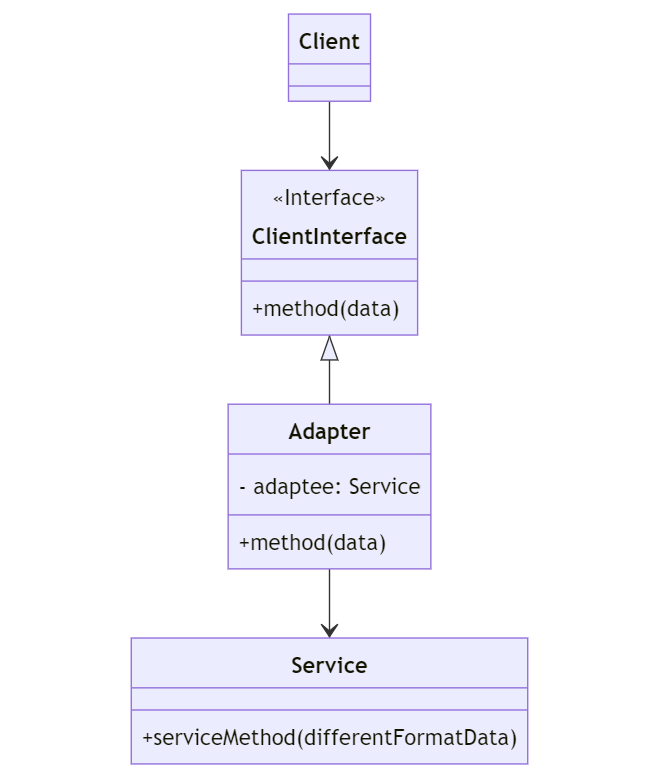 Client
«Interface»
ClientInterface
+method(data)
Adapter
- adaptee: Service
+method(data)
Service
+serviceMethod(differentFormatData)